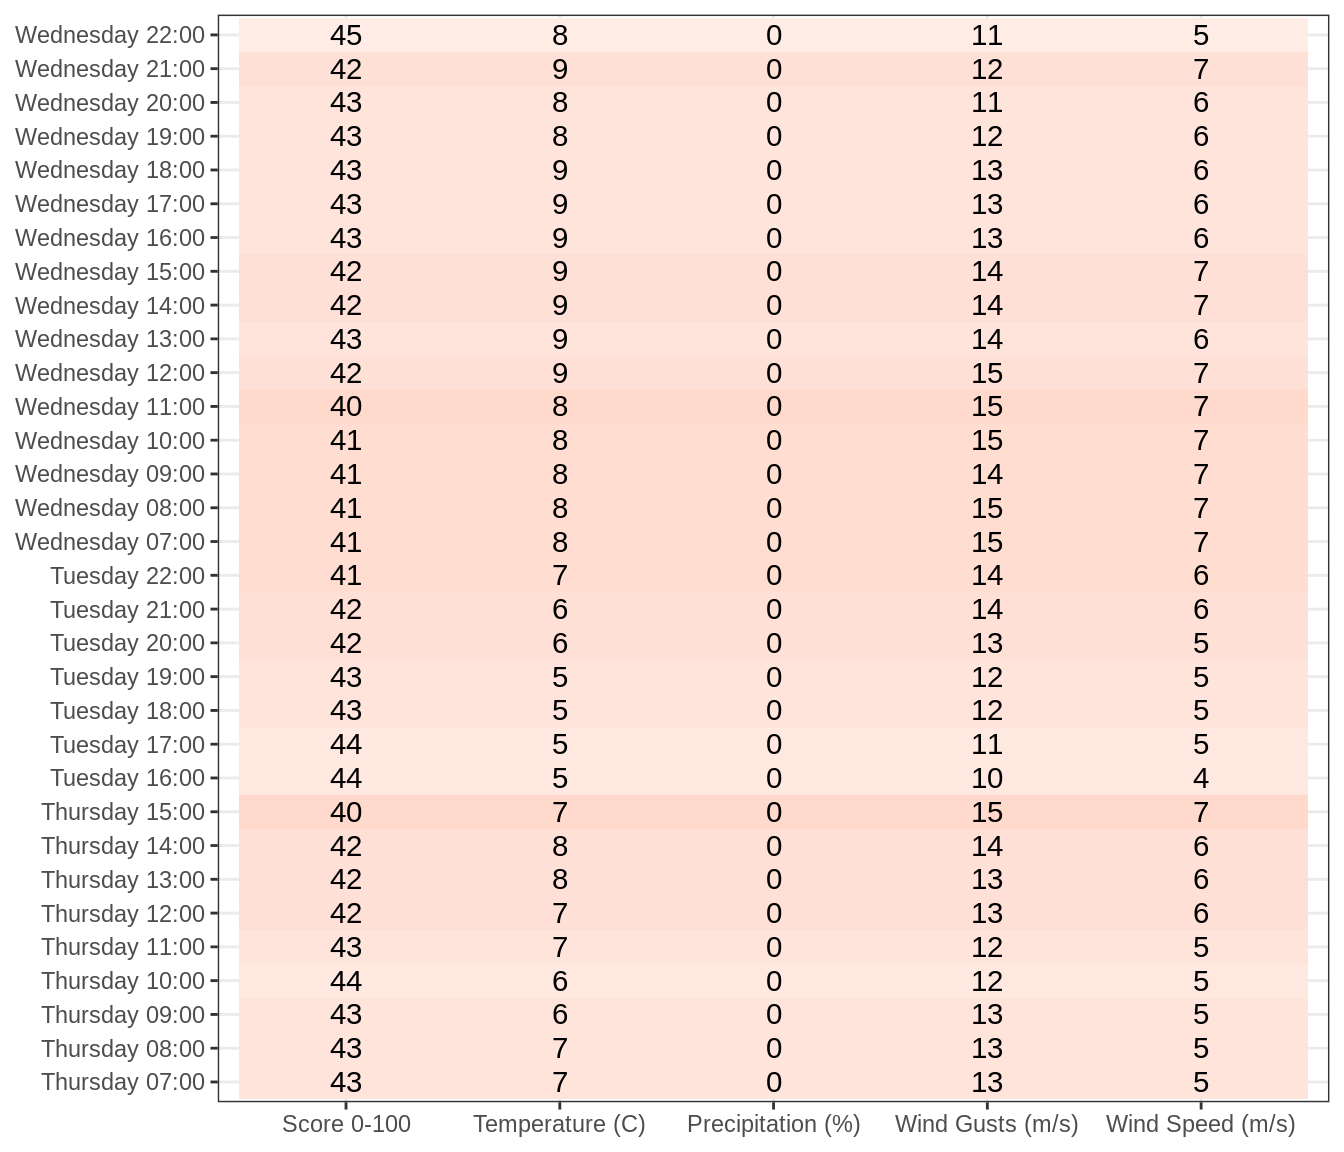 Wednesday 22:00 45 8 0 11 5
Wednesday 21:00 42 9 0 12 7
Wednesday 20:00 43 8 0 11 6
Wednesday 19:00 43 8 0 12 6
Wednesday 18:00 43 9 0 13 6
Wednesday 17:00 43 9 0 13 6
Wednesday 16:00 43 9 0 13 6
Wednesday 15:00 42 9 0 14 7
Wednesday 14:00 42 9 0 14 7
Wednesday 13:00 43 9 0 14 6
Wednesday 12:00 42 9 0 15 7
Wednesday 11:00 40 8 0 15 7
Wednesday 10:00 41 8 0 15 7
Wednesday 09:00 41 8 0 14 7
Wednesday 08:00 41 8 0 15 7
Wednesday 07:00 41 8 0 15 7
Tuesday 22:00 41 7 0 14 6
Tuesday 21:00 42 6 0 14 6
Tuesday 20:00 42 6 0 13 5
Tuesday 19:00 43 5 0 12 5
Tuesday 18:00 43 5 0 12 5
Tuesday 17:00 44 5 0 11 5
Tuesday 16:00 44 5 0 10 4
Thursday 15:00 40 7 0 15 7
Thursday 14:00 42 8 0 14 6
Thursday 13:00 42 8 0 13 6
Thursday 12:00 42 7 0 13 6
Thursday 11:00 43 7 0 12 5
Thursday 10:00 44 6 0 12 5
Thursday 09:00 43 6 0 13 5
Thursday 08:00 43 7 0 13 5
Thursday 07:00 43 7 0 13 5
Score 0-100 Temperature (C) Precipitation (%) Wind Gusts (m/s) Wind Speed (m/s)